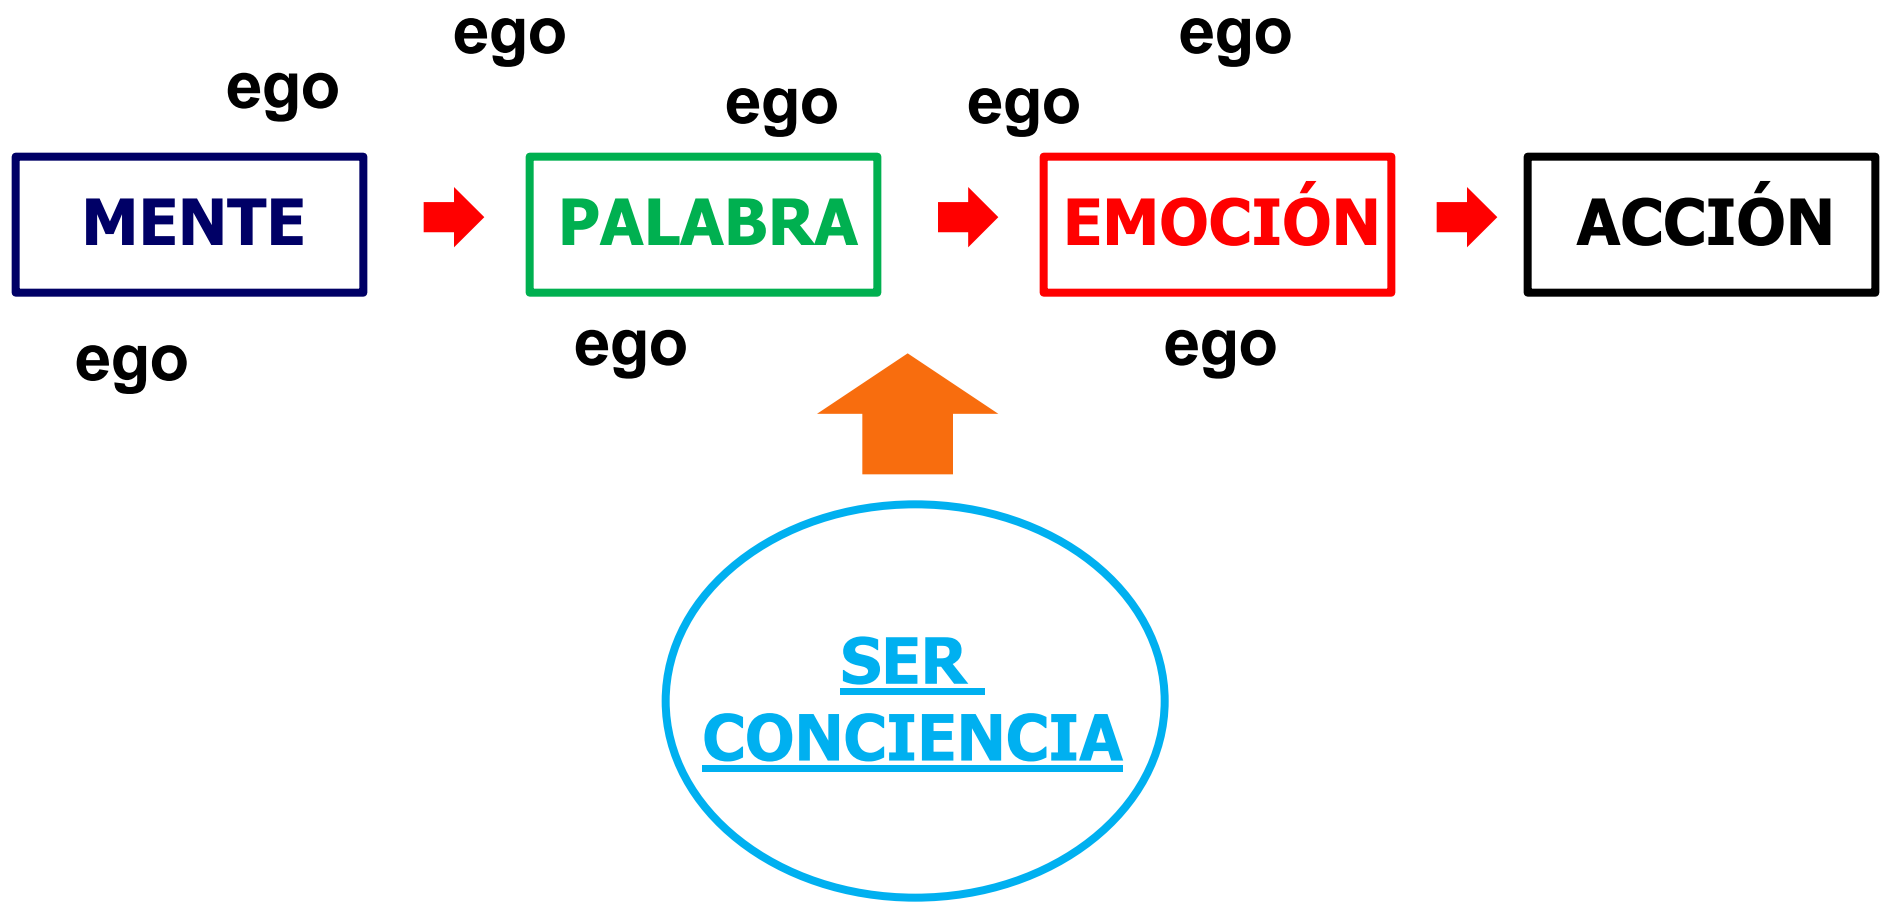 ego
ego
ego
ego
ego
MENTE
PALABRA
EMOCIÓN
ACCIÓN
ego
ego
ego
SER
CONCIENCIA